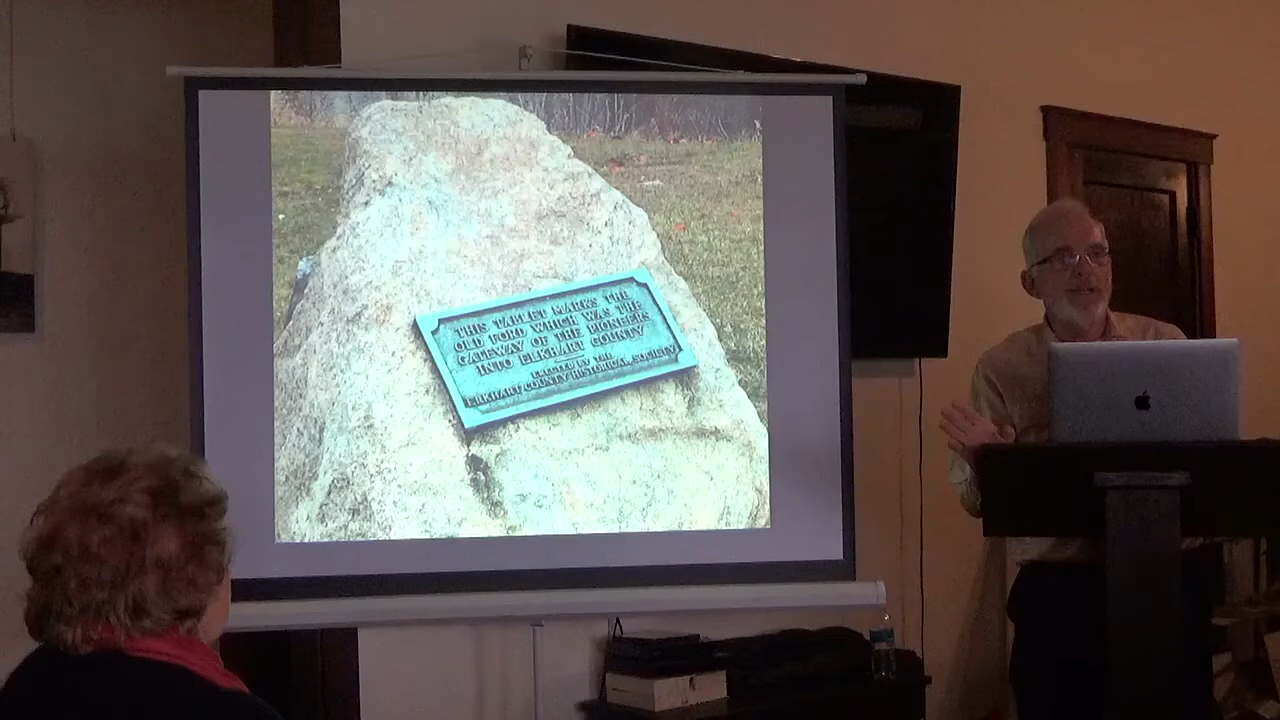 THIS TABLET MARKS THE
OLD FORD WHICH WAS THE
GATEWAY OF THE PIONEERS
INTO ELKHART COUNTY
ERECTED BY THE
ELKHART COUNTY HISTORICAL SOCIETY